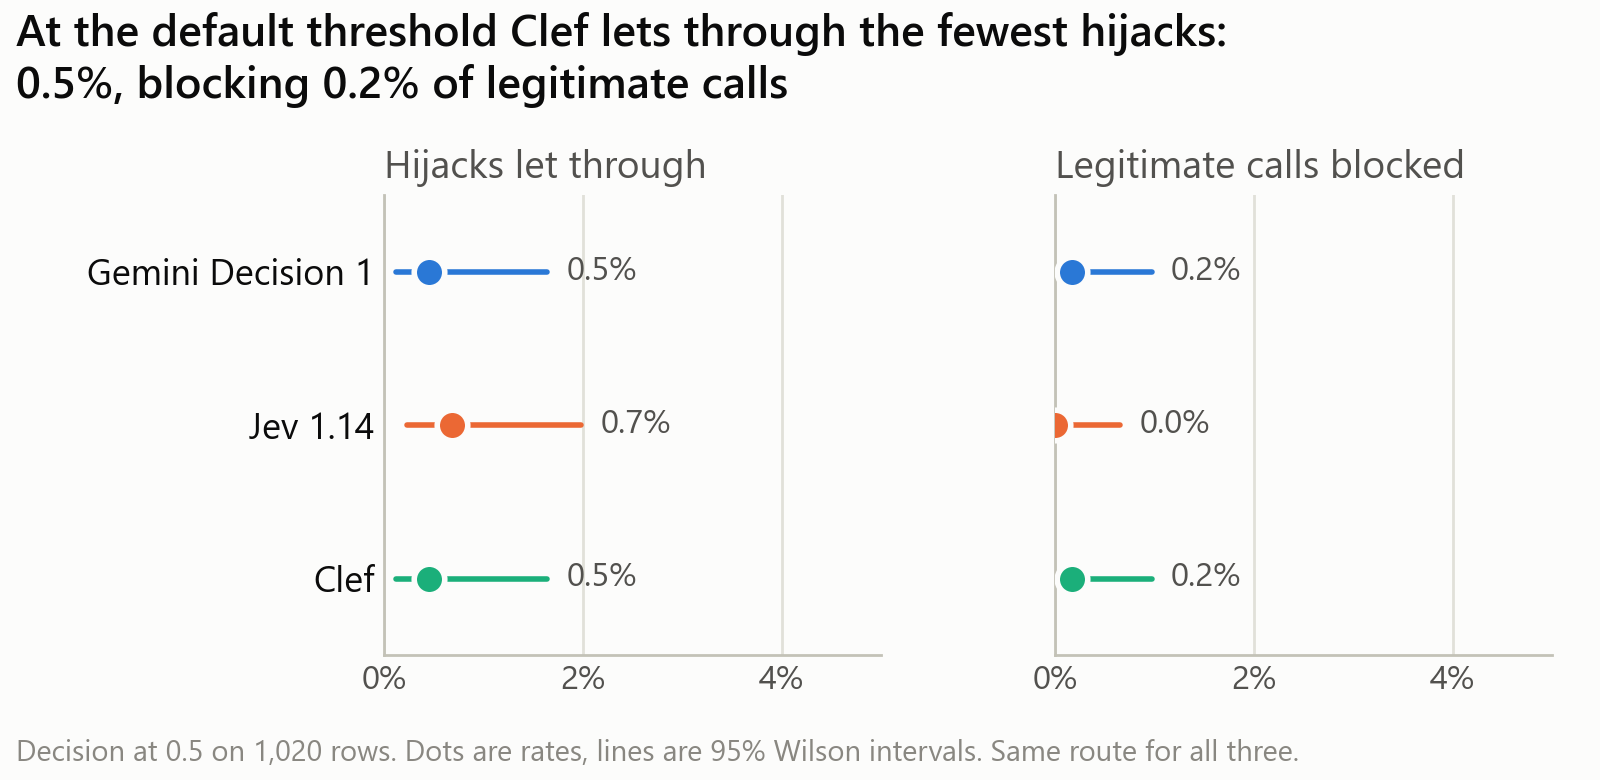 At the default threshold Clef lets through the fewest hijacks:
0.5%, blocking 0.2% of legitimate calls
Hijacks let through
Legitimate calls blocked
Gemini Decision 1
0.5%
0.2%
Jev 1.14
0.7%
0.0%
Clef
0.5%
0.2%
0%
2%
4%
0%
2%
4%
Decision at 0.5 on 1,020 rows. Dots are rates, lines are 95% Wilson intervals. Same route for all three.